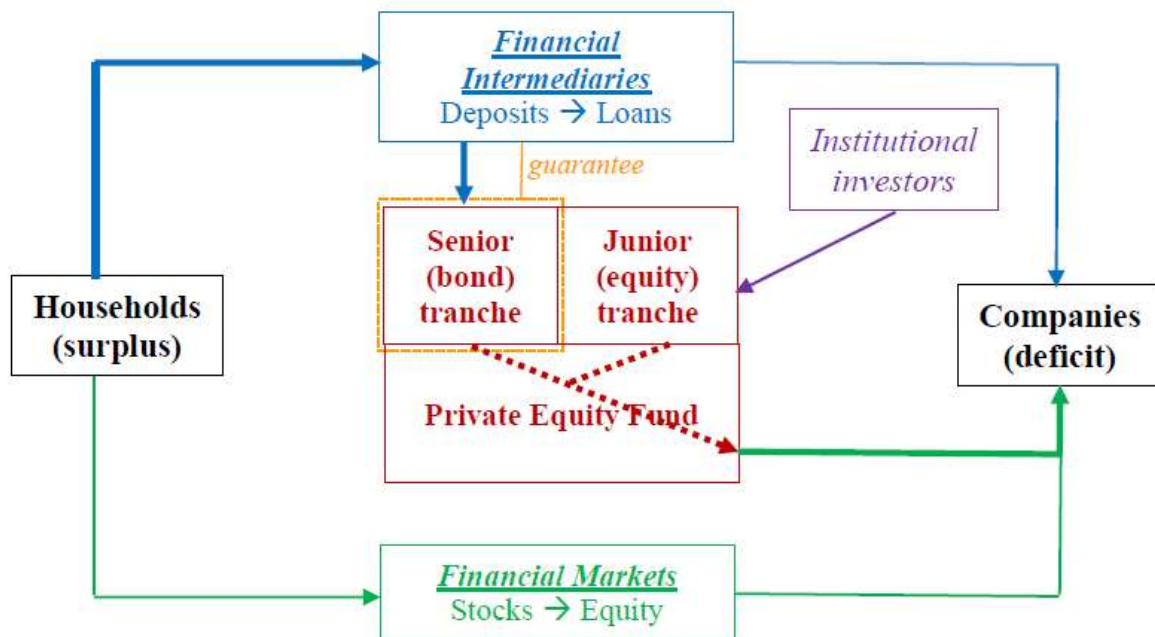 Financial
Intermediaries
Deposits → Loans
guarantee
Institutional
investors
Senior
(bond)
tranche
Junior
(equity)
tranche
Households
(surplus)
Companies
(deficit)
Private Equity Fund
Financial Markets
Stocks → Equity